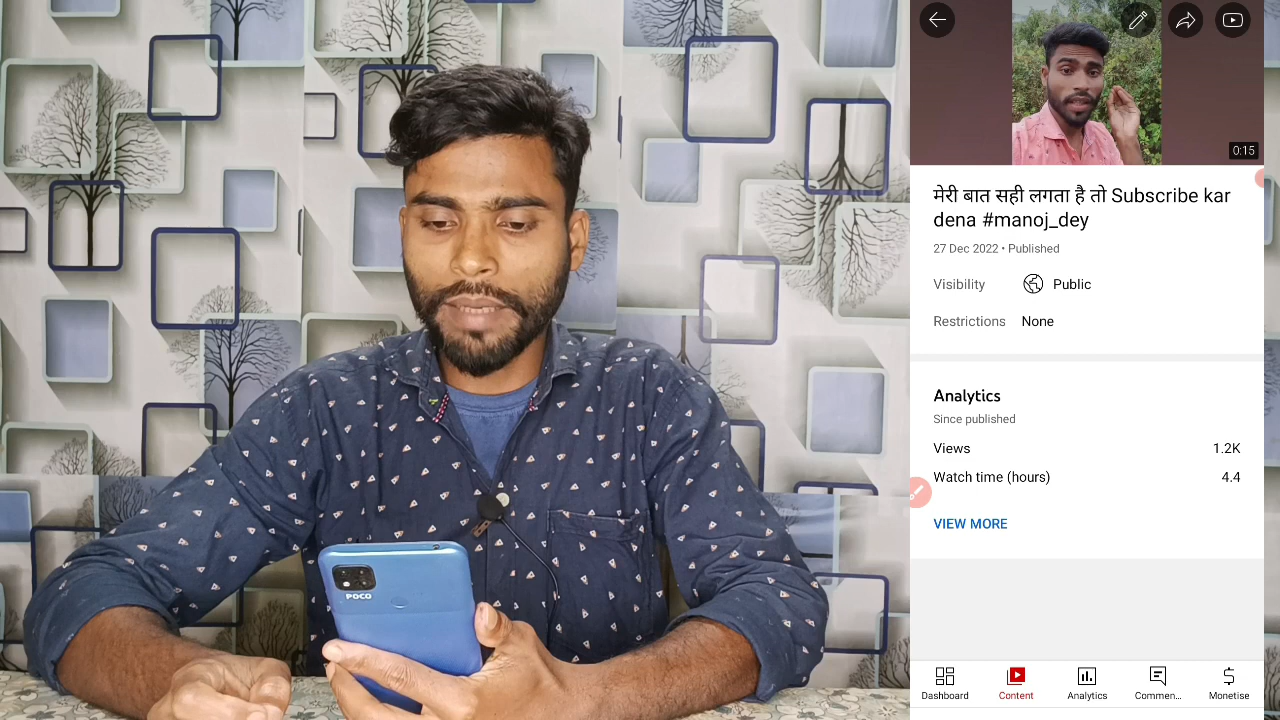 POCO
0:15
मेरी बात सही लगता है तो Subscribe kar
dena #manoj_dey
27 Dec 2022 • Published
Visibility Public
Restrictions None
Analytics
Since published
Views 1.2K
Watch time (hours) 4.4
VIEW MORE
Dashboard Content Analytics Commen... Monetise